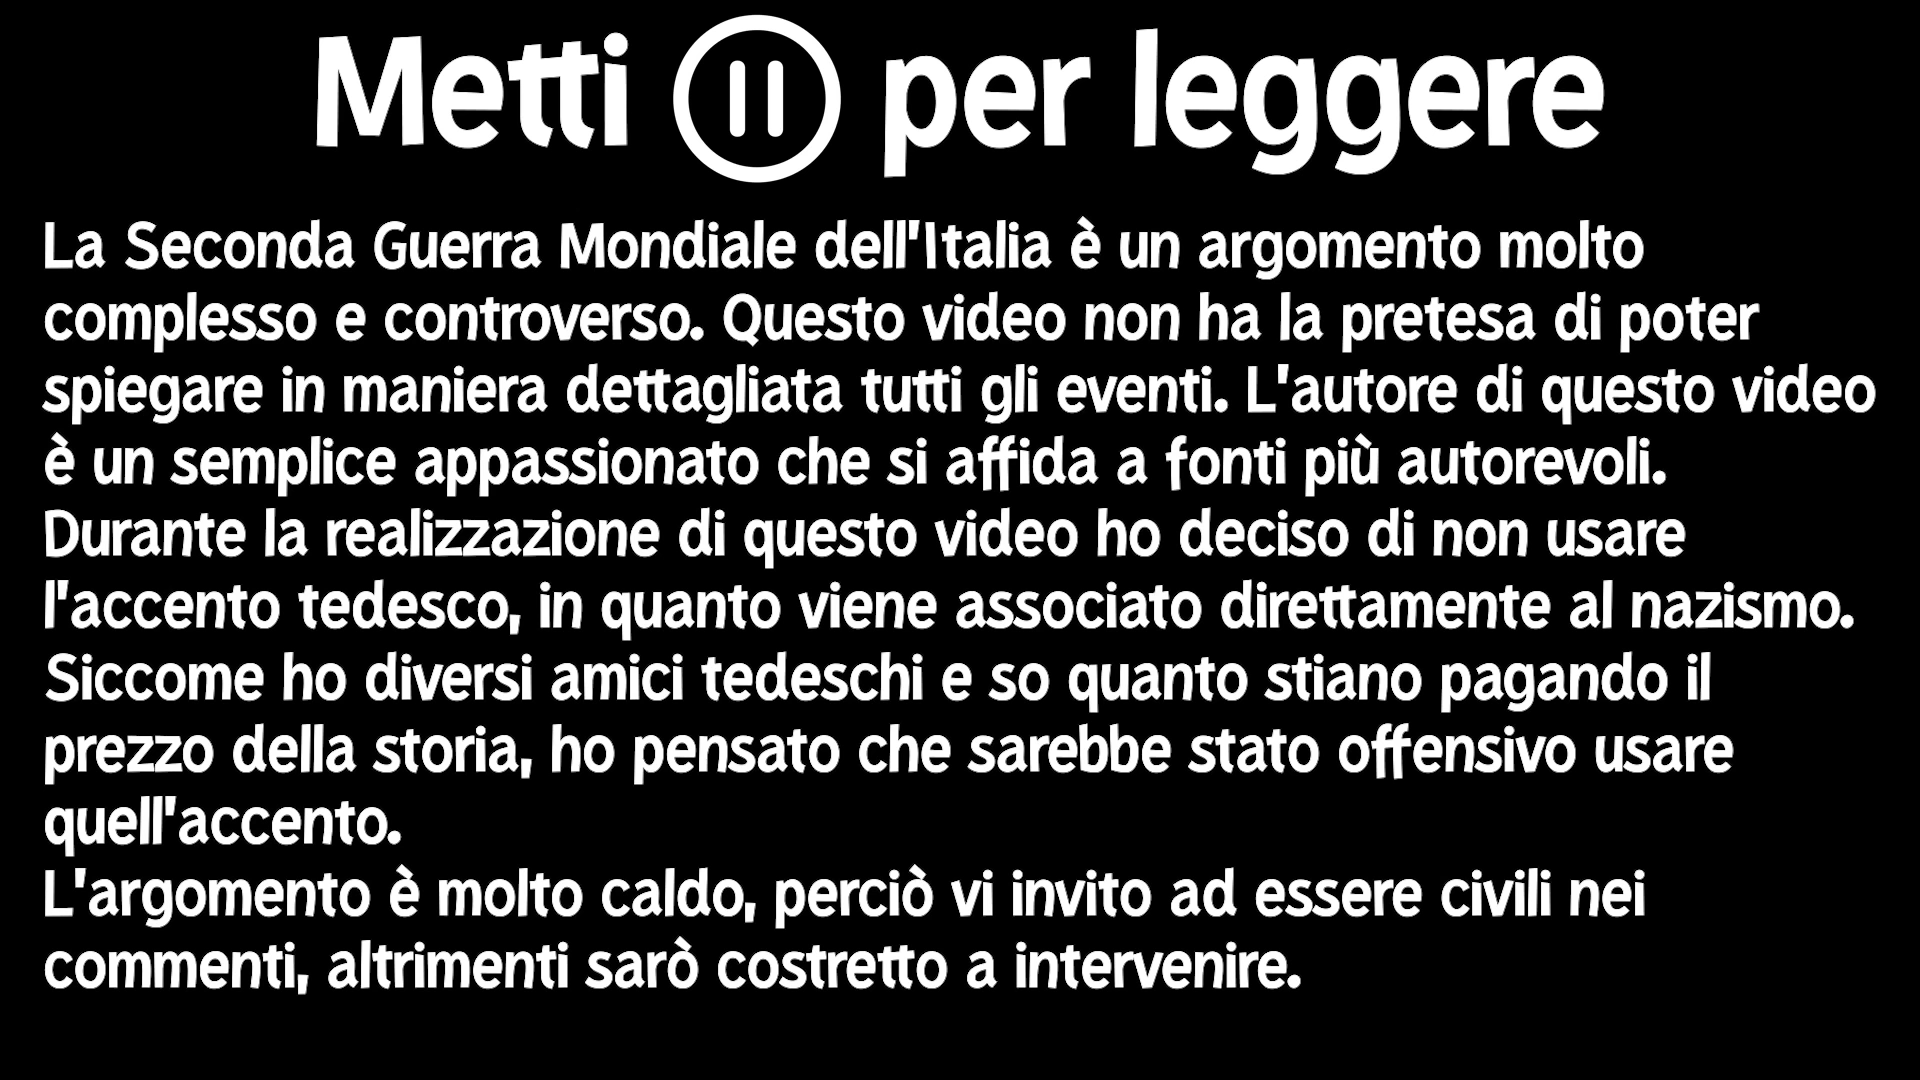 Metti per leggere
La Seconda Guerra Mondiale dell'Italia è un argomento molto
complesso e controverso. Questo video non ha la pretesa di poter
spiegare in maniera dettagliata tutti gli eventi. L'autore di questo video
è un semplice appassionato che si affida a fonti più autorevoli.
Durante la realizzazione di questo video ho deciso di non usare
l'accento tedesco, in quanto viene associato direttamente al nazismo.
Siccome ho diversi amici tedeschi e so quanto stiano pagando il
prezzo della storia, ho pensato che sarebbe stato offensivo usare
quell'accento.
L'argomento è molto caldo, perciò vi invito ad essere civili nei
commenti, altrimenti sarò costretto a intervenire.